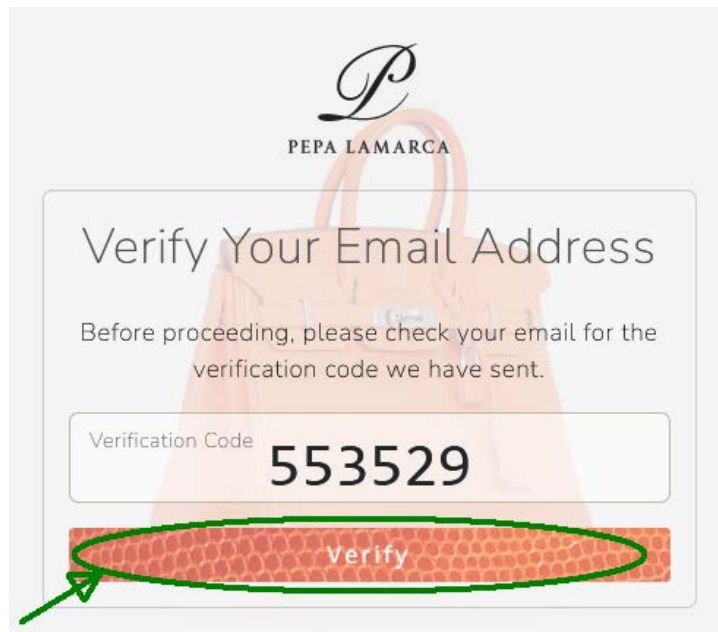 P
PEPA LAMARCA
Verify Your Email Address
Before proceeding, please check your email for the
verification code we have sent.
Verification Code
553529
Verify